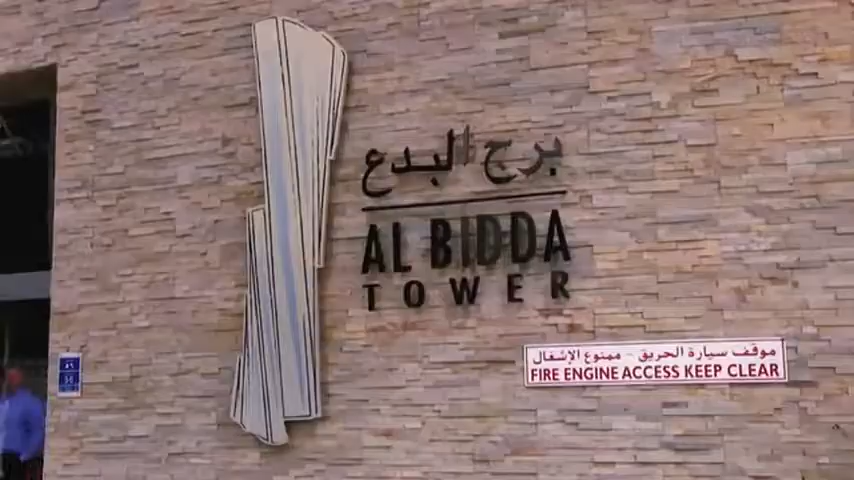 برج البدع
AL BIDDA
TOWER
موقف سيارة الحريق - ممنوع الإشغال
FIRE ENGINE ACCESS KEEP CLEAR